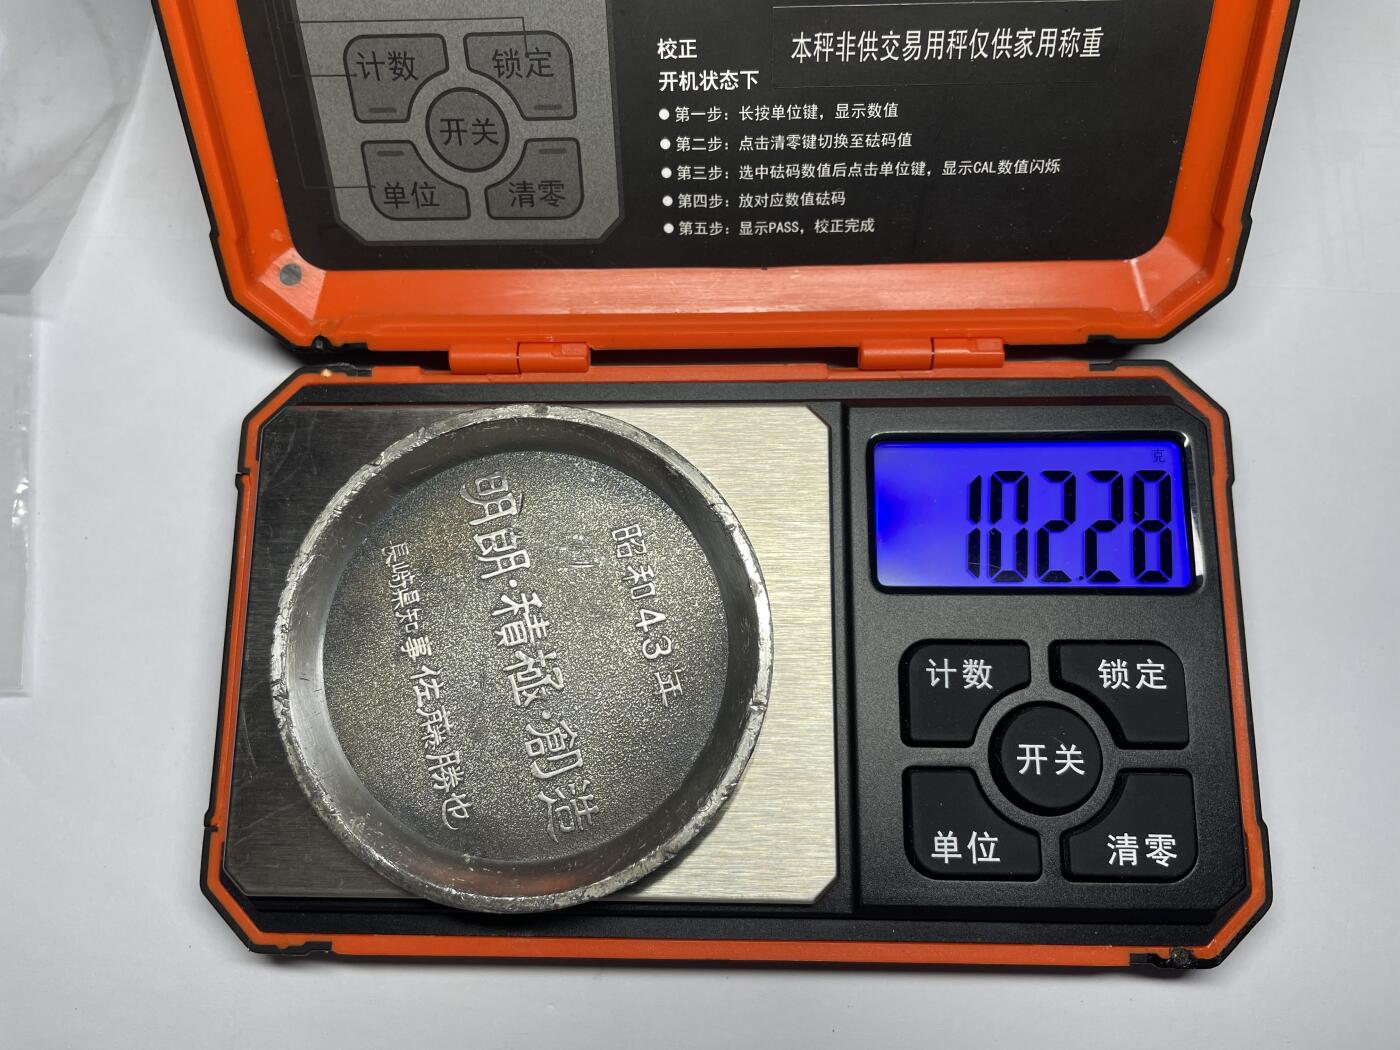 计数
锁定
开关
单位
清零
校正
本秤非供交易用秤仅供家用称重
开机状态下
●第一步：长按单位键，显示数值
●第二步：点击清零键切换至砝码值
●第三步：选中砝码数值后点击单位键，显示CAL数值闪烁
●第四步：放对应数值砝码
●第五步：显示PASS，校正完成
昭和43年
明朗·積極·創造
長崎県知事 佐藤勝也
克
102.28
计数
锁定
开关
单位
清零